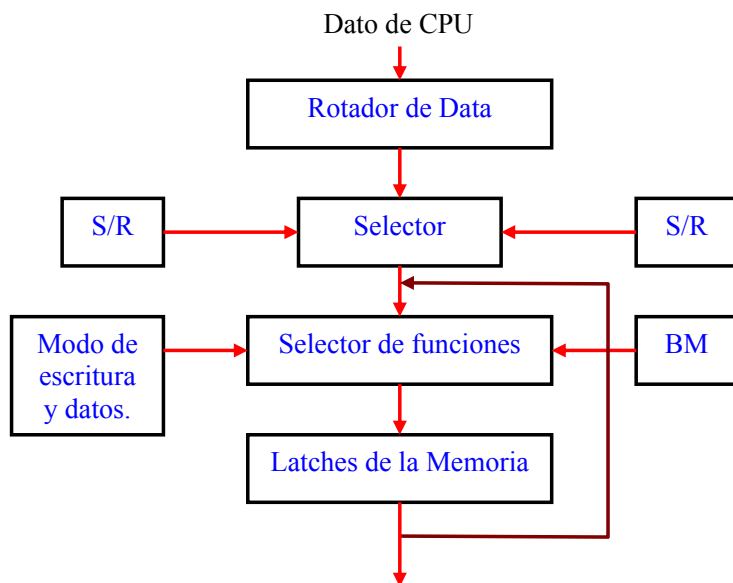 Dato de CPU
Rotador de Data
S/R
Selector
S/R
Modo de
escritura
y datos.
Selector de funciones
BM
Latches de la Memoria